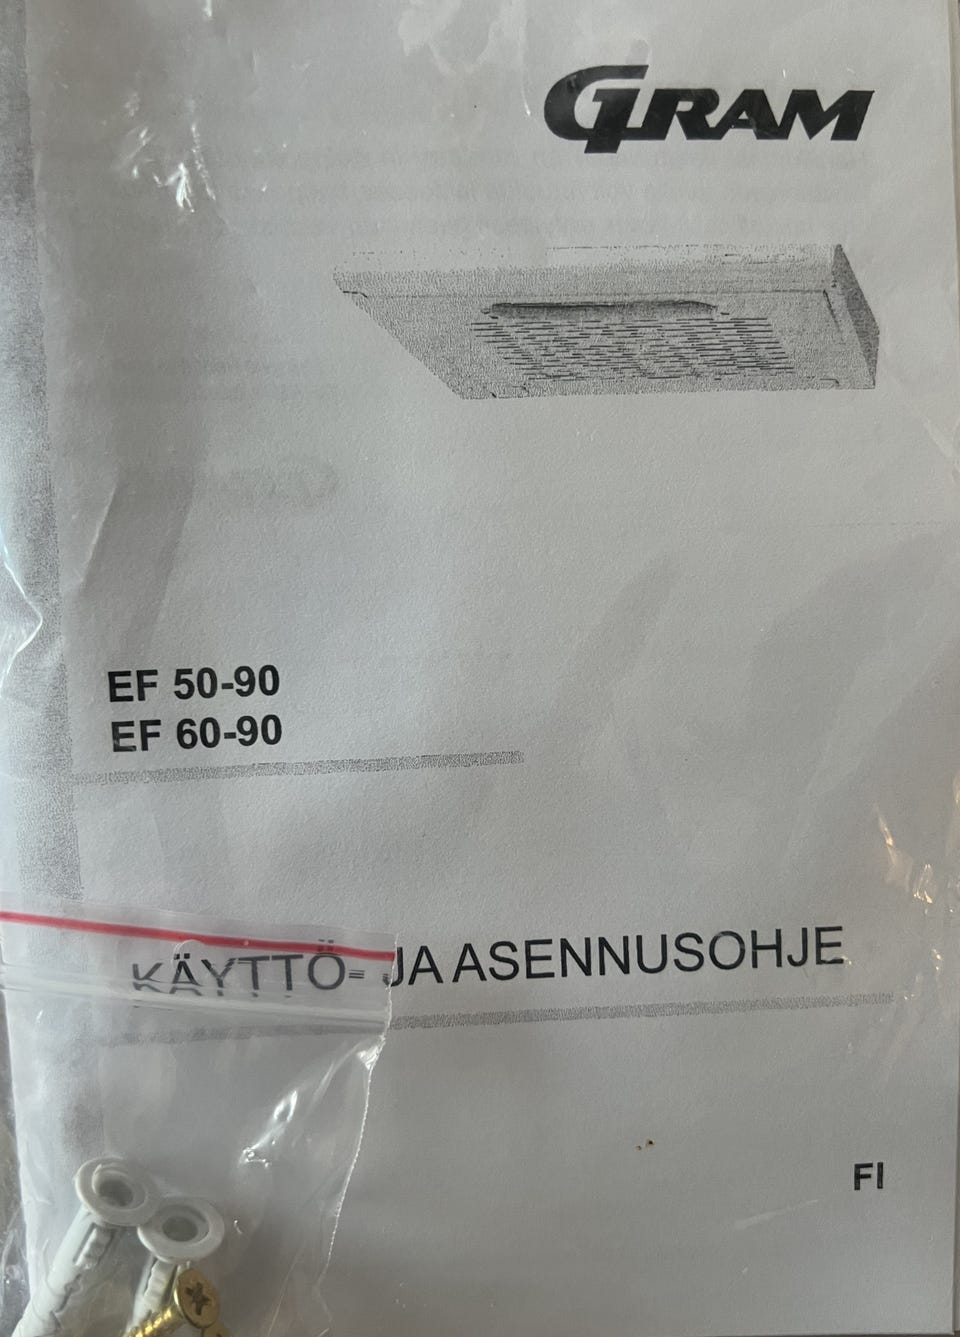 GRAM
EF 50-90
EF 60-90
KÄYTTÖ- JA ASENNUSOHJE
FI